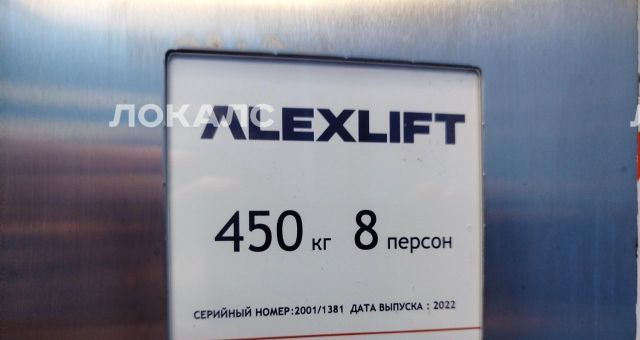 ЛОКАЛС
ALEXLIFT
450 кг 8 персон
СЕРИЙНЫЙ НОМЕР:2001/1381 ДАТА ВЫПУСКА : 2022